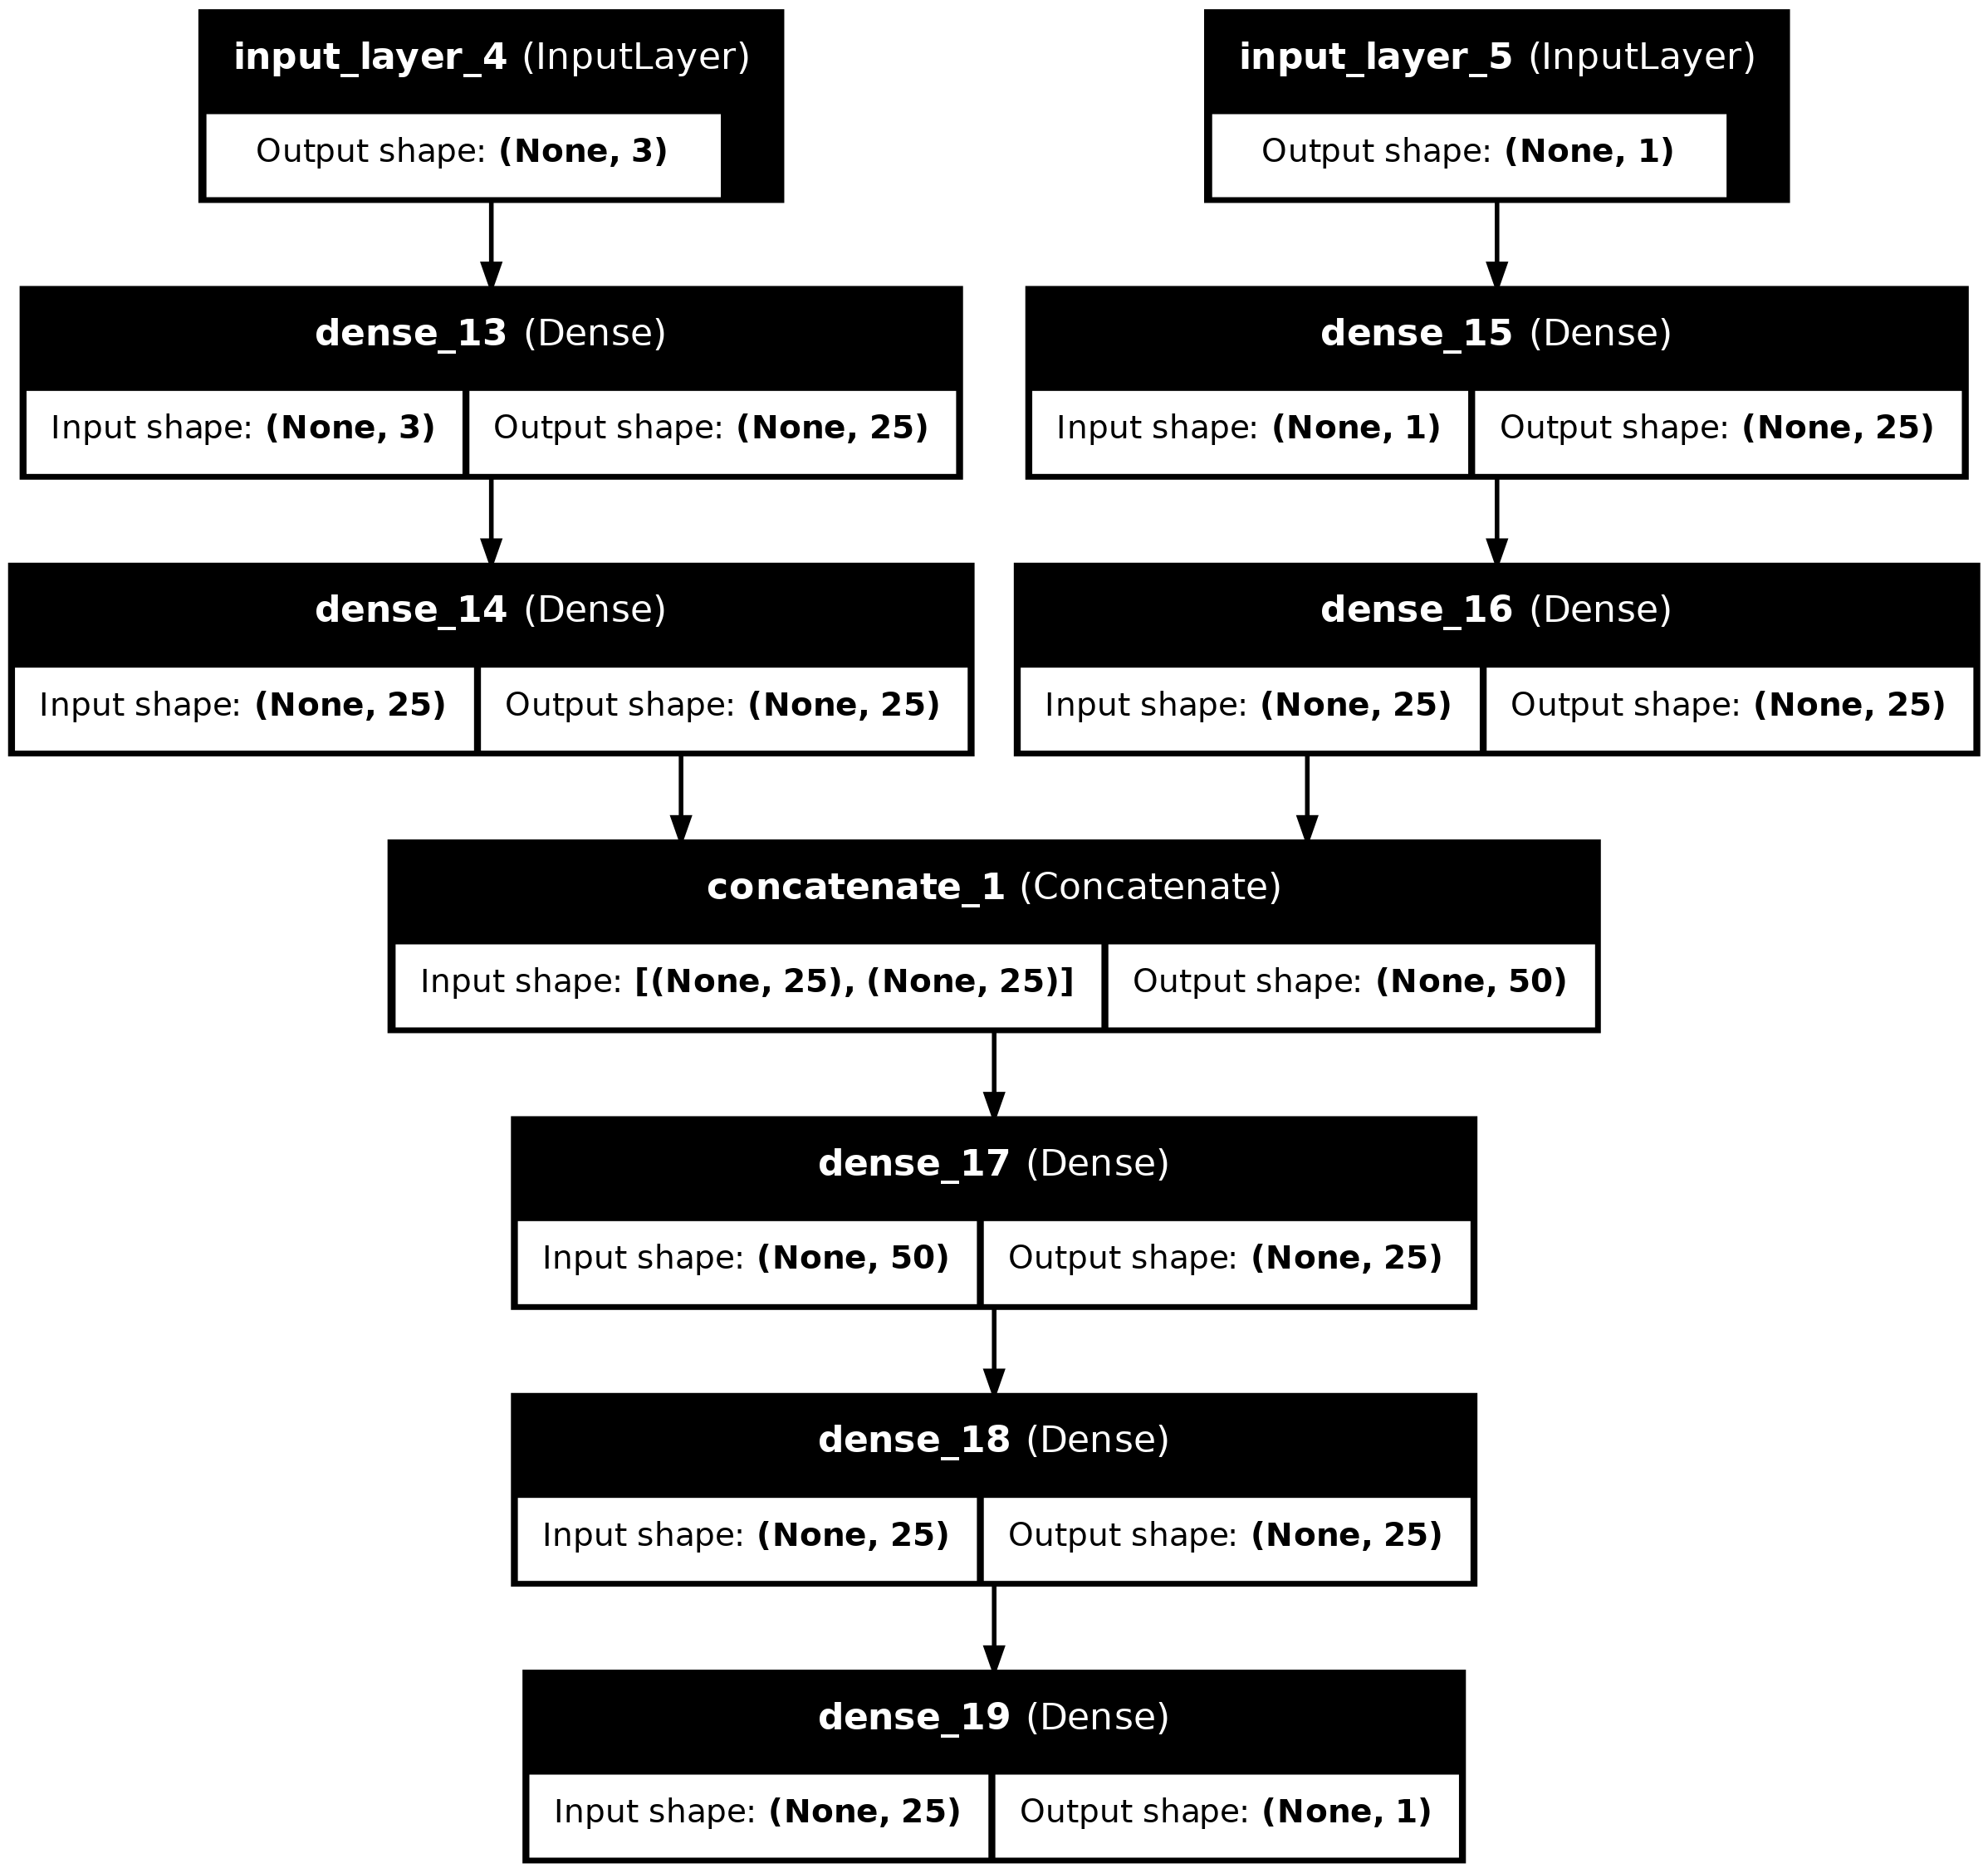 input_layer_4 (InputLayer)
Output shape: (None, 3)
input_layer_5 (InputLayer)
Output shape: (None, 1)
dense_13 (Dense)
Input shape: (None, 3) Output shape: (None, 25)
dense_15 (Dense)
Input shape: (None, 1) Output shape: (None, 25)
dense_14 (Dense)
Input shape: (None, 25) Output shape: (None, 25)
dense_16 (Dense)
Input shape: (None, 25) Output shape: (None, 25)
concatenate_1 (Concatenate)
Input shape: [(None, 25), (None, 25)] Output shape: (None, 50)
dense_17 (Dense)
Input shape: (None, 50) Output shape: (None, 25)
dense_18 (Dense)
Input shape: (None, 25) Output shape: (None, 25)
dense_19 (Dense)
Input shape: (None, 25) Output shape: (None, 1)